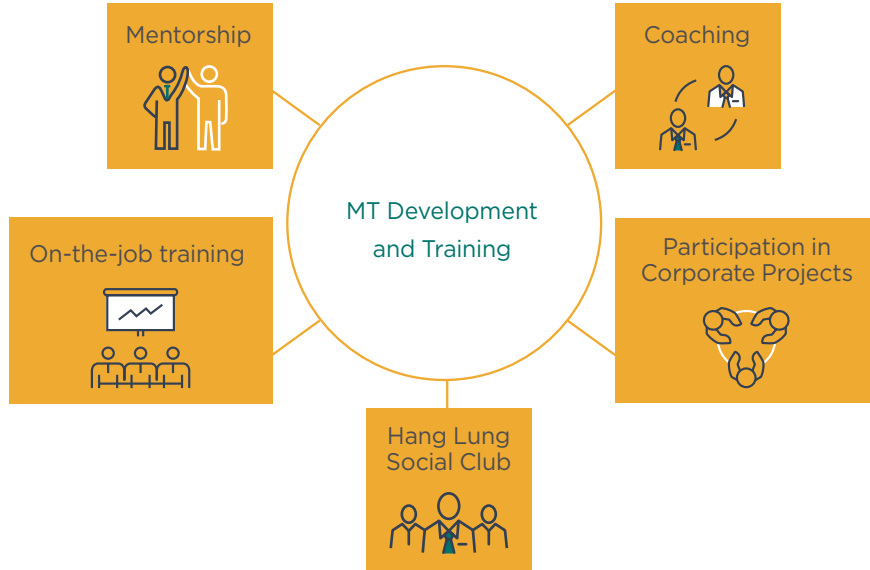 Mentorship
Coaching
MT Development
and Training
On-the-job training
Participation in
Corporate Projects
Hang Lung
Social Club